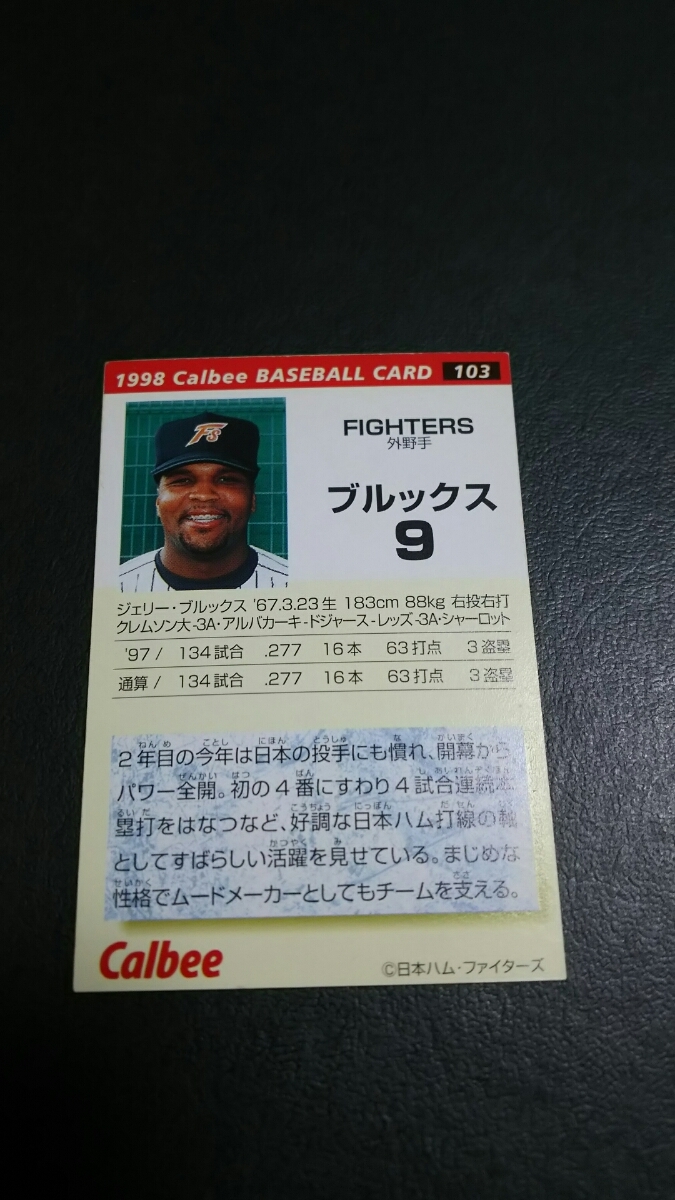 1998 Calbee BASEBALL CARD 103
Fs
FIGHTERS
外野手
ブルックス
9
ジェリー・ブルックス '67.3.23生 183cm 88kg 右投右打
クレムソン大-3A・アルバカーキ-ドジャース-レッズ-3A・シャーロット
'97/ 134試合 .277 16本 63打点 3盗塁
通算/ 134試合 .277 16本 63打点 3盗塁
2年目の今年は日本の投手にも慣れ、開幕から
パワー全開。初の4番にすわり4試合連続本
塁打をはなつなど、好調な日本ハム打線の軸
としてすばらしい活躍を見せている。まじめな
性格でムードメーカーとしてもチームを支える。
Calbee
©日本ハム・ファイターズ